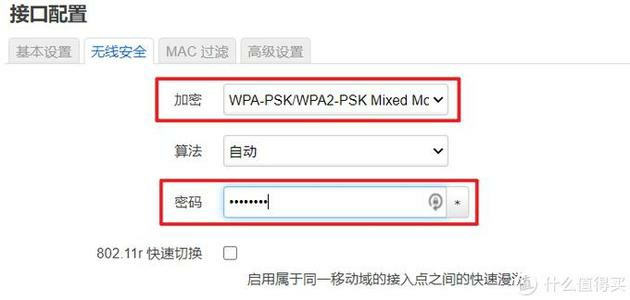 接口配置
基本设置 无线安全 MAC 过滤 高级设置
加密 WPA-PSK/WPA2-PSK Mixed Mo
算法 自动
密码 ••••••••
*
802.11r 快速切换
启用属于同一移动域的接入点之间的快速漫游
值 什么值得买